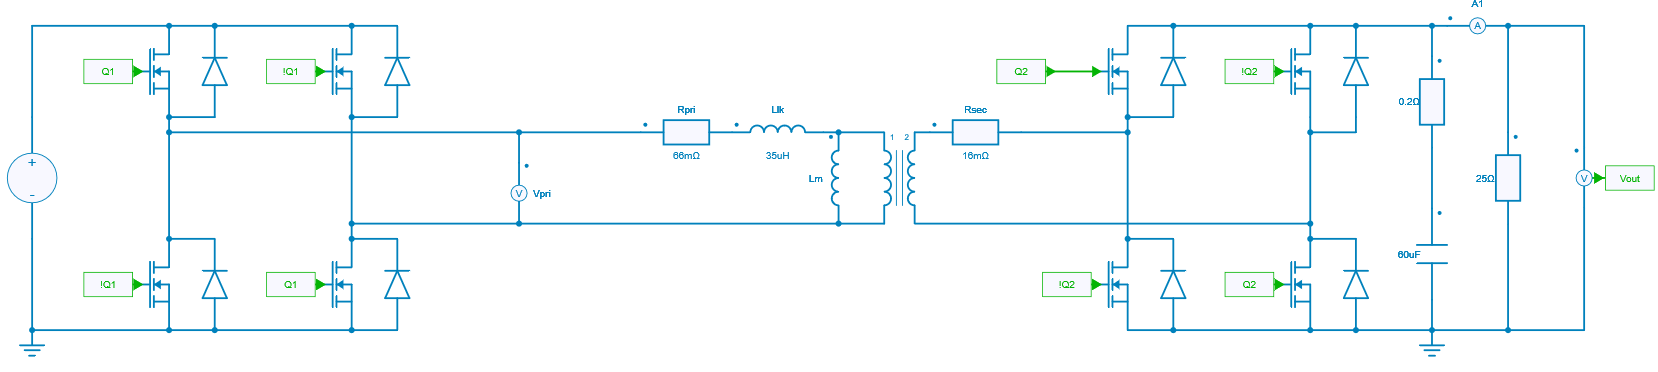 A1
A
Q1
!Q1
Q2
!Q2
+
-
Rpri
66mΩ
Llk
35uH
Lm
1
2
Rsec
16mΩ
V
Vpri
0.2Ω
25Ω
V
Vout
60uF
!Q1
Q1
!Q2
Q2